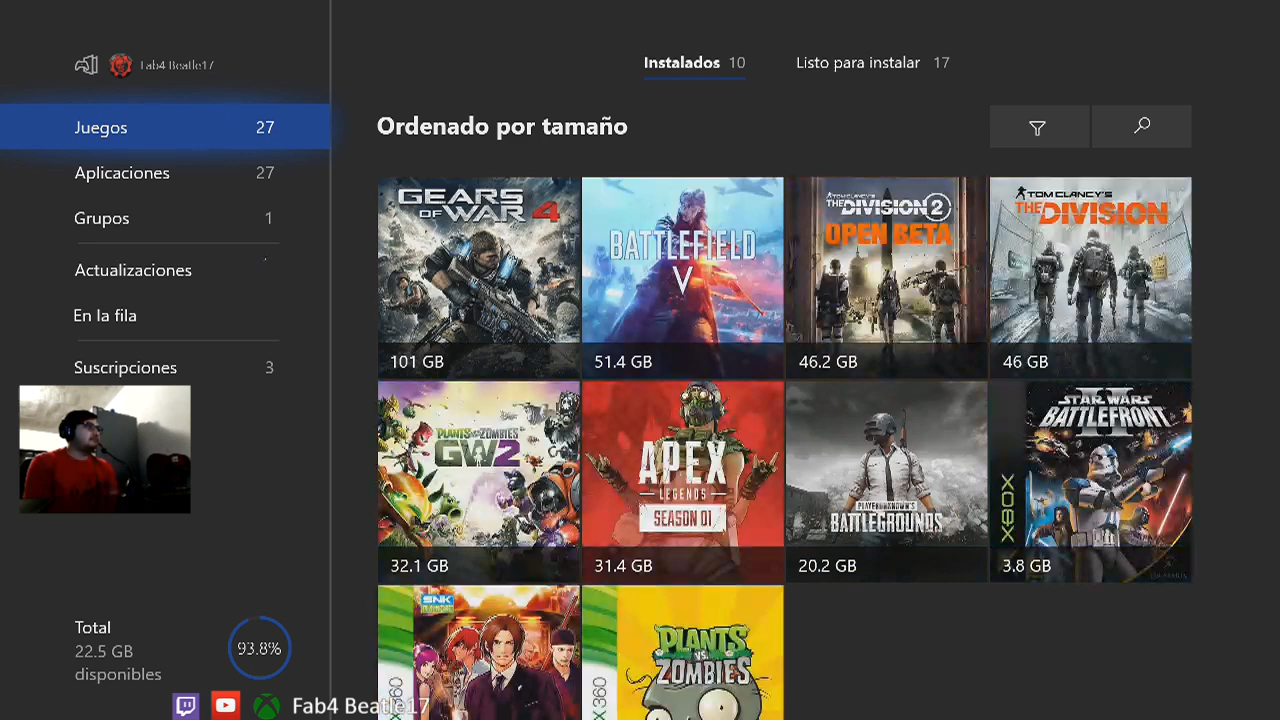 Fab4 Beatle17
Instalados 10
Listo para instalar 17
Juegos 27
Ordenado por tamaño
Aplicaciones 27
Grupos 1
Actualizaciones
En la fila
Suscripciones 3
GEARS
OF WAR 4
101 GB
BATTLEFIELD
V
51.4 GB
TOM CLANCY'S
THE DIVISION 2
OPEN BETA
46.2 GB
TOM CLANCY'S
THE DIVISION
46 GB
PLANTS VS. ZOMBIES
GW2
32.1 GB
APEX
LEGENDS
SEASON 01
31.4 GB
PLAYERUNKNOWN'S
BATTLEGROUNDS
20.2 GB
XBOX
STAR WARS
BATTLEFRONT
II
3.8 GB
X360
SNK
X360
PLANTS
VS.
ZOMBIES
Total
22.5 GB
disponibles
93.8%
Fab4 Beatle17